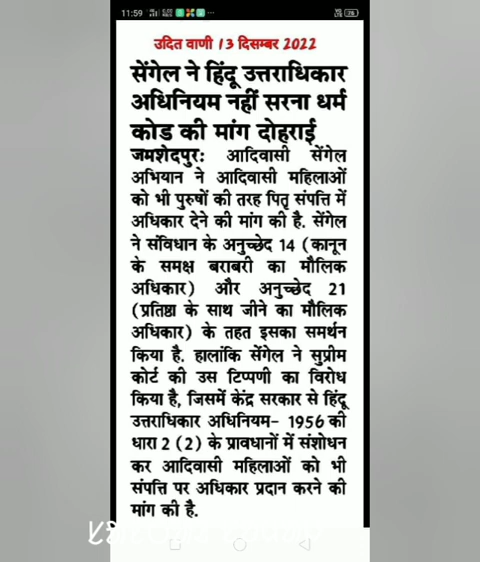 11:59
उदित वाणी 13 दिसम्बर 2022
सेंगेल ने हिंदू उत्तराधिकार
अधिनियम नहीं सरना धर्म
कोड की मांग दोहराई
जमशेदपुर: आदिवासी सेंगेल
अभियान ने आदिवासी महिलाओं
को भी पुरुषों की तरह पितृ संपत्ति में
अधिकार देने की मांग की है. सेंगेल
ने संविधान के अनुच्छेद 14 (कानून
के समक्ष बराबरी का मौलिक
अधिकार) और अनुच्छेद 21
(प्रतिष्ठा के साथ जीने का मौलिक
अधिकार) के तहत इसका समर्थन
किया है. हालांकि सेंगेल ने सुप्रीम
कोर्ट की उस टिप्पणी का विरोध
किया है, जिसमें केंद्र सरकार से हिंदू
उत्तराधिकार अधिनियम- 1956 की
धारा 2 (2) के प्रावधानों में संशोधन
कर आदिवासी महिलाओं को भी
संपत्ति पर अधिकार प्रदान करने की
मांग की है.